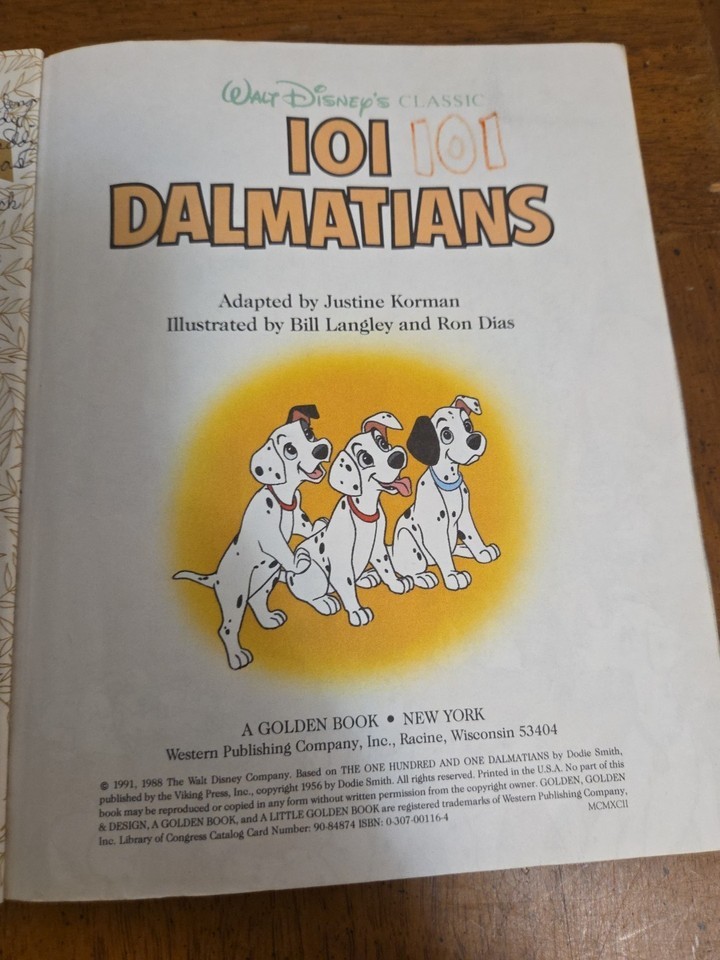 WALT DISNEY'S CLASSIC
101 101
DALMATIANS
Adapted by Justine Korman
Illustrated by Bill Langley and Ron Dias
A GOLDEN BOOK • NEW YORK
Western Publishing Company, Inc., Racine, Wisconsin 53404
© 1991, 1988 The Walt Disney Company. Based on THE ONE HUNDRED AND ONE DALMATIANS by Dodie Smith,
published by the Viking Press, Inc., copyright 1956 by Dodie Smith. All rights reserved. Printed in the U.S.A. No part of this
book may be reproduced or copied in any form without written permission from the copyright owner. GOLDEN, GOLDEN
& DESIGN, A GOLDEN BOOK, and A LITTLE GOLDEN BOOK are registered trademarks of Western Publishing Company,
Inc. Library of Congress Catalog Card Number: 90-84874 ISBN: 0-307-00116-4 MCMXCII